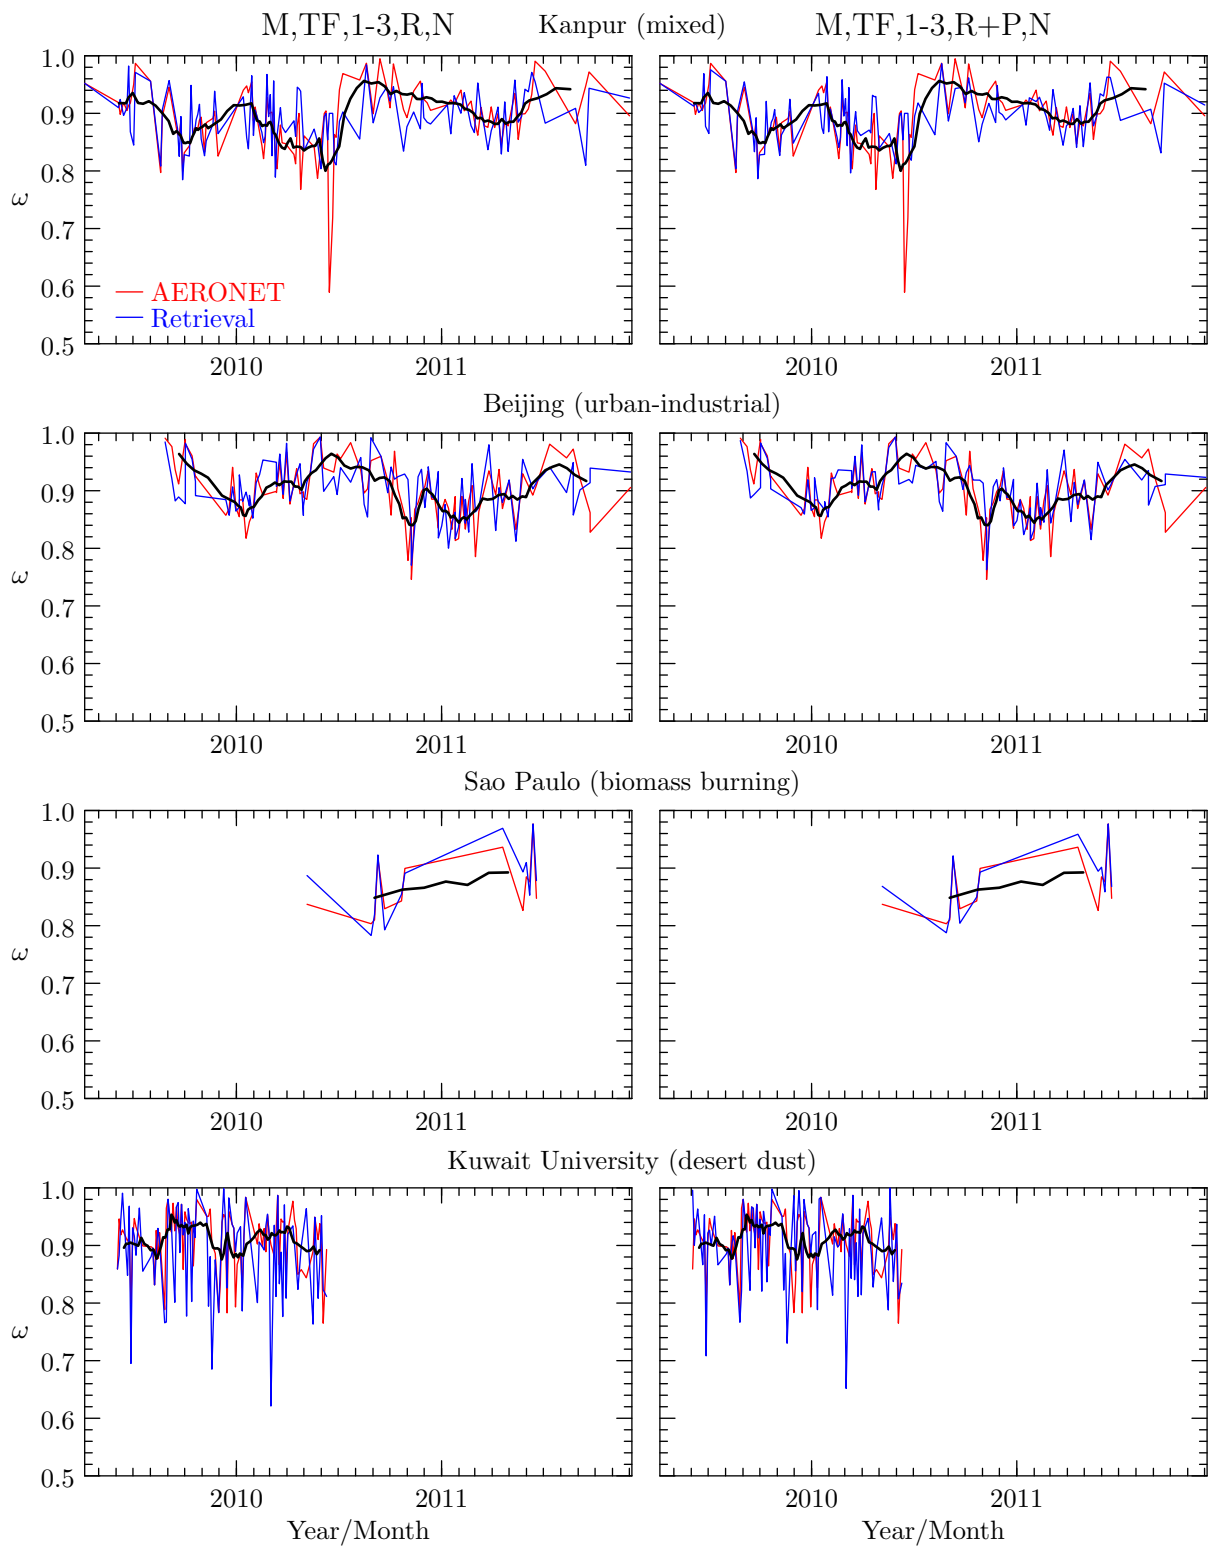 M,TF,1-3,R,N Kanpur (mixed) M,TF,1-3,R+P,N
1.0
0.9
0.8
ω
0.7
0.6
AERONET
Retrieval
0.5
2010 2011 2010 2011
Beijing (urban-industrial)
1.0
0.9
0.8
ω
0.7
0.6
0.5
2010 2011 2010 2011
Sao Paulo (biomass burning)
1.0
0.9
0.8
ω
0.7
0.6
0.5
2010 2011 2010 2011
Kuwait University (desert dust)
1.0
0.9
0.8
ω
0.7
0.6
0.5
2010 2011 2010 2011
Year/Month Year/Month